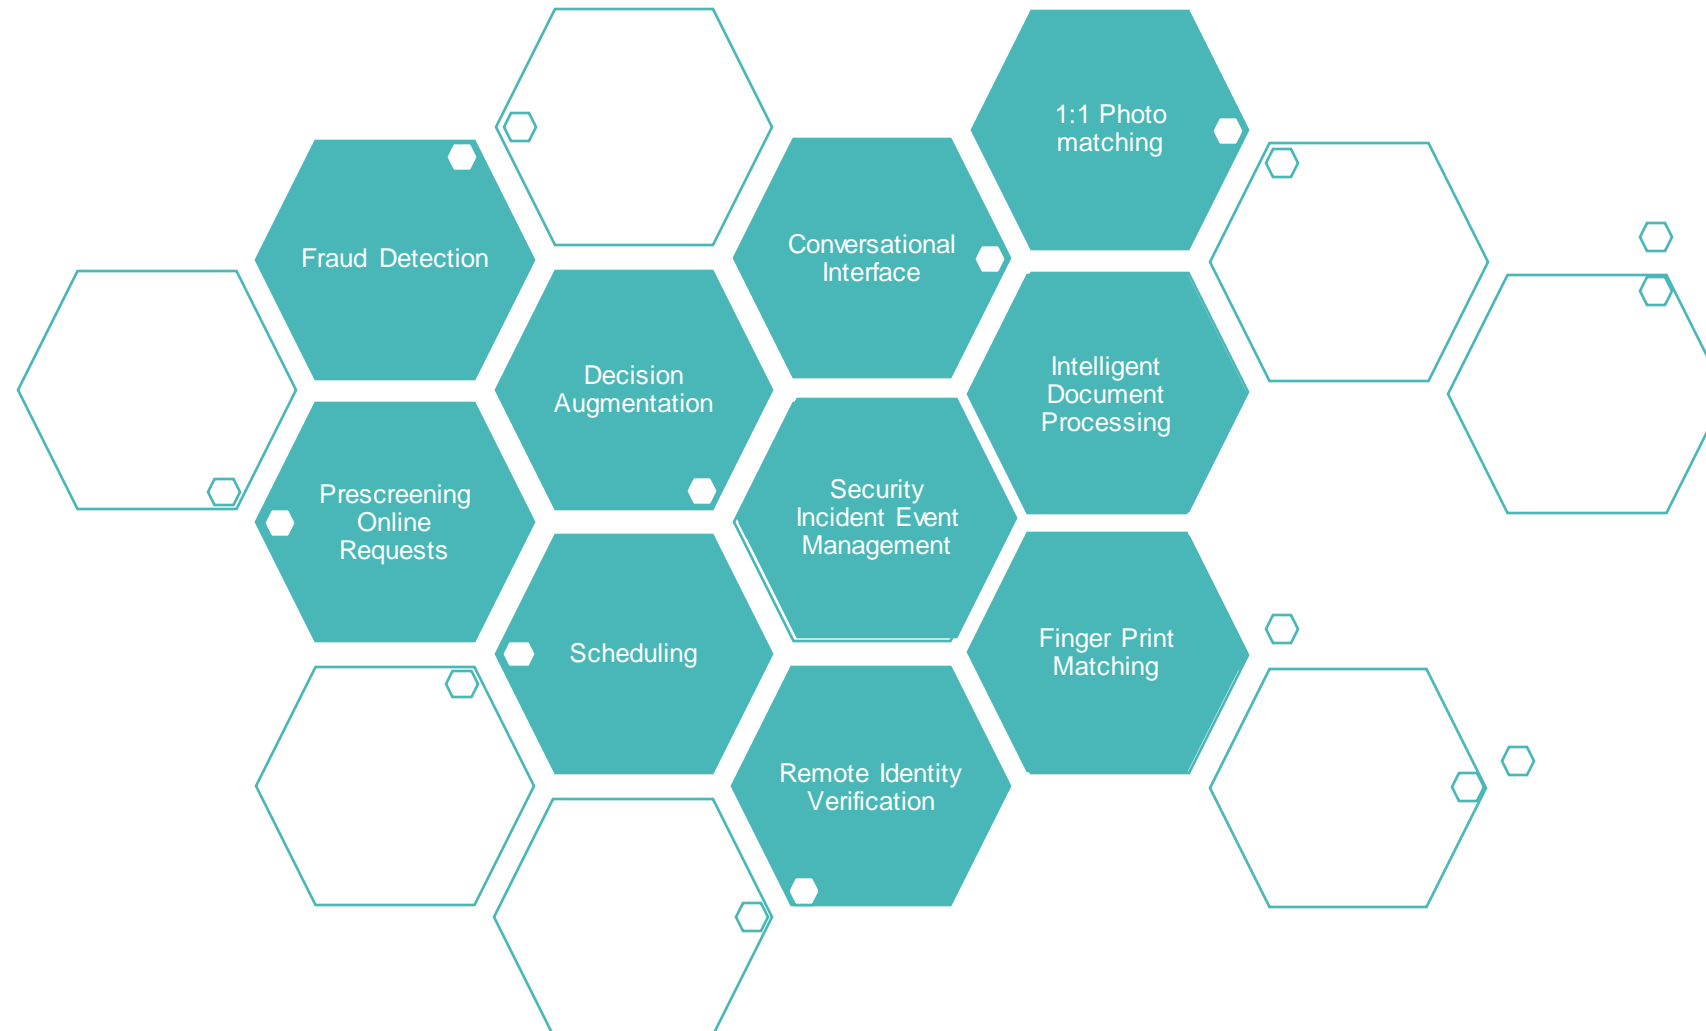 1:1 Photo
matching
Fraud Detection
Conversational
Interface
Decision
Augmentation
Intelligent
Document
Processing
Prescreening
Online
Requests
Security
Incident Event
Management
Scheduling
Finger Print
Matching
Remote Identity
Verification